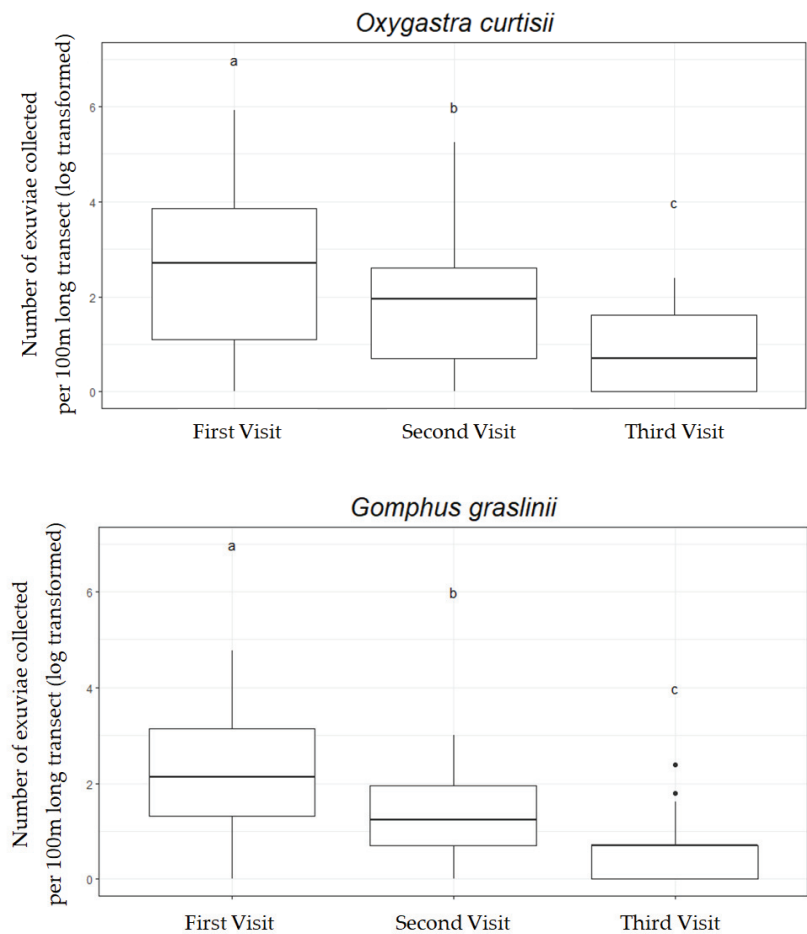 Oxygastra curtisii
Number of exuviae collected
per 100m long transect (log transformed)
a
b
c
6
4
2
0
First Visit Second Visit Third Visit
Gomphus graslinii
Number of exuviae collected
per 100m long transect (log transformed)
a
b
c
6
4
2
0
First Visit Second Visit Third Visit